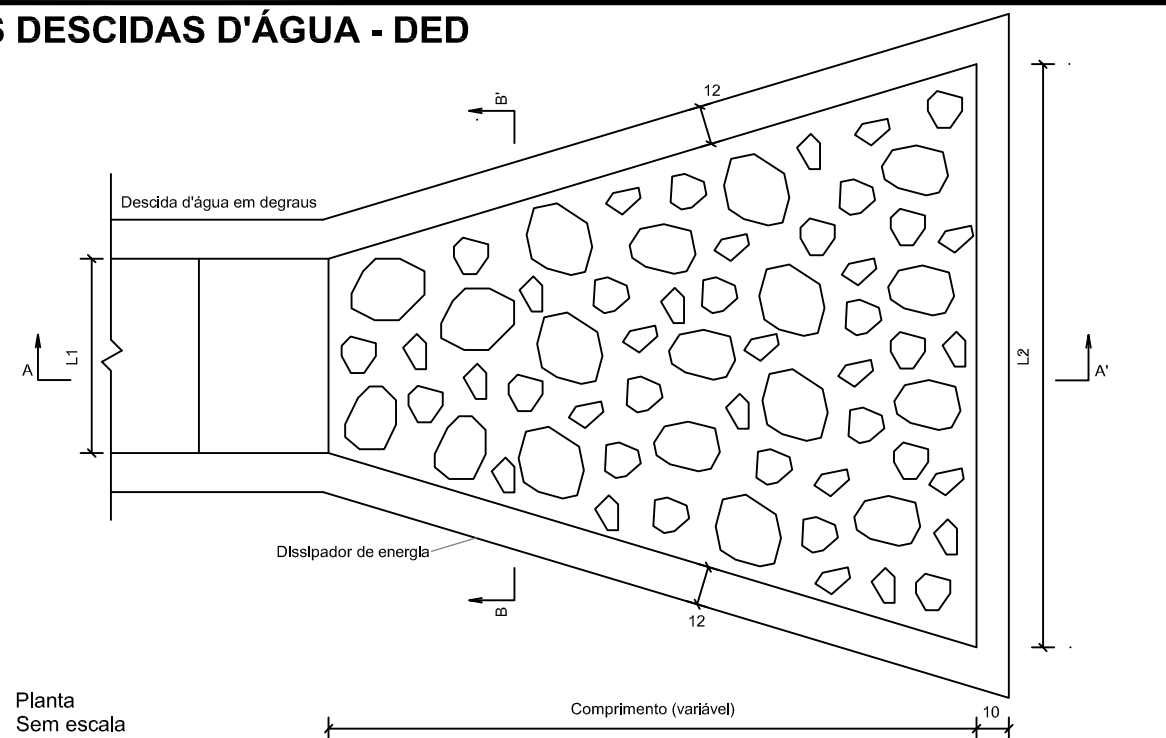 S DESCIDAS D'ÁGUA - DED
12
B'
Descida d'água em degraus
A
L1
L2
A'
Dissipador de energia
B
12
Planta
Sem escala
Comprimento (variável)
10